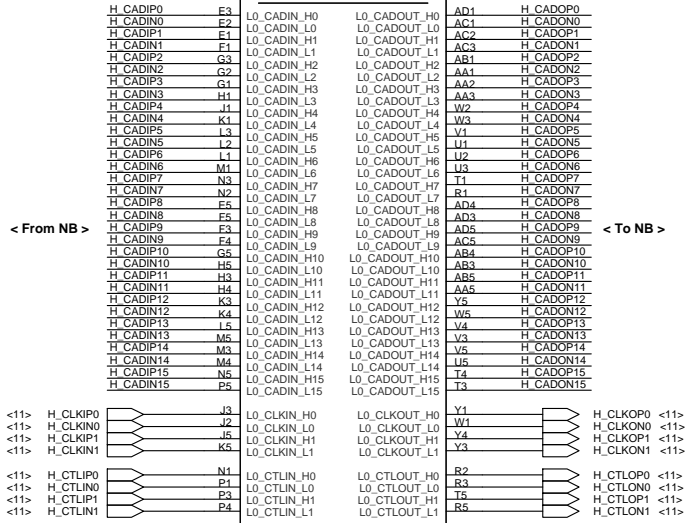 H_CADIP0 E3 L0_CADIN_H0 L0_CADOUT_H0 AD1 H_CADOP0
H_CADIN0 E2 L0_CADIN_L0 L0_CADOUT_L0 AC1 H_CADON0
H_CADIP1 E1 L0_CADIN_H1 L0_CADOUT_H1 AC2 H_CADOP1
H_CADIN1 F1 L0_CADIN_L1 L0_CADOUT_L1 AC3 H_CADON1
H_CADIP2 G3 L0_CADIN_H2 L0_CADOUT_H2 AB1 H_CADOP2
H_CADIN2 G2 L0_CADIN_L2 L0_CADOUT_L2 AA1 H_CADON2
H_CADIP3 G1 L0_CADIN_H3 L0_CADOUT_H3 AA2 H_CADOP3
H_CADIN3 H1 L0_CADIN_L3 L0_CADOUT_L3 AA3 H_CADON3
H_CADIP4 J1 L0_CADIN_H4 L0_CADOUT_H4 W2 H_CADOP4
H_CADIN4 K1 L0_CADIN_L4 L0_CADOUT_L4 W3 H_CADON4
H_CADIP5 L3 L0_CADIN_H5 L0_CADOUT_H5 V1 H_CADOP5
H_CADIN5 L2 L0_CADIN_L5 L0_CADOUT_L5 U1 H_CADON5
H_CADIP6 L1 L0_CADIN_H6 L0_CADOUT_H6 U2 H_CADOP6
H_CADIN6 M1 L0_CADIN_L6 L0_CADOUT_L6 U3 H_CADON6
H_CADIP7 N3 L0_CADIN_H7 L0_CADOUT_H7 T1 H_CADOP7
H_CADIN7 N2 L0_CADIN_L7 L0_CADOUT_L7 R1 H_CADON7
H_CADIP8 E5 L0_CADIN_H8 L0_CADOUT_H8 AD4 H_CADOP8
H_CADIN8 F5 L0_CADIN_L8 L0_CADOUT_L8 AD3 H_CADON8
< From NB > H_CADIP9 F3 L0_CADIN_H9 L0_CADOUT_H9 AD5 H_CADOP9 < To NB >
H_CADIN9 F4 L0_CADIN_L9 L0_CADOUT_L9 AC5 H_CADON9
H_CADIP10 G5 L0_CADIN_H10 L0_CADOUT_H10 AB4 H_CADOP10
H_CADIN10 H5 L0_CADIN_L10 L0_CADOUT_L10 AB3 H_CADON10
H_CADIP11 H3 L0_CADIN_H11 L0_CADOUT_H11 AB5 H_CADOP11
H_CADIN11 H4 L0_CADIN_L11 L0_CADOUT_L11 AA5 H_CADON11
H_CADIP12 K3 L0_CADIN_H12 L0_CADOUT_H12 Y5 H_CADOP12
H_CADIN12 K4 L0_CADIN_L12 L0_CADOUT_L12 W5 H_CADON12
H_CADIP13 L5 L0_CADIN_H13 L0_CADOUT_H13 V4 H_CADOP13
H_CADIN13 M5 L0_CADIN_L13 L0_CADOUT_L13 V3 H_CADON13
H_CADIP14 M3 L0_CADIN_H14 L0_CADOUT_H14 V5 H_CADOP14
H_CADIN14 M4 L0_CADIN_L14 L0_CADOUT_L14 U5 H_CADON14
H_CADIP15 N5 L0_CADIN_H15 L0_CADOUT_H15 T4 H_CADOP15
H_CADIN15 P5 L0_CADIN_L15 L0_CADOUT_L15 T3 H_CADON15
<11> H_CLKIP0 J3 L0_CLKIN_H0 L0_CLKOUT_H0 Y1 H_CLKOP0 <11>
<11> H_CLKIN0 J2 L0_CLKIN_L0 L0_CLKOUT_L0 W1 H_CLKON0 <11>
<11> H_CLKIP1 J5 L0_CLKIN_H1 L0_CLKOUT_H1 Y4 H_CLKOP1 <11>
<11> H_CLKIN1 K5 L0_CLKIN_L1 L0_CLKOUT_L1 Y3 H_CLKON1 <11>
<11> H_CTLIP0 N1 L0_CTLIN_H0 L0_CTLOUT_H0 R2 H_CTLOP0 <11>
<11> H_CTLIN0 P1 L0_CTLIN_L0 L0_CTLOUT_L0 R3 H_CTLON0 <11>
<11> H_CTLIP1 P3 L0_CTLIN_H1 L0_CTLOUT_H1 T5 H_CTLOP1 <11>
<11> H_CTLIN1 P4 L0_CTLIN_L1 L0_CTLOUT_L1 R5 H_CTLON1 <11>